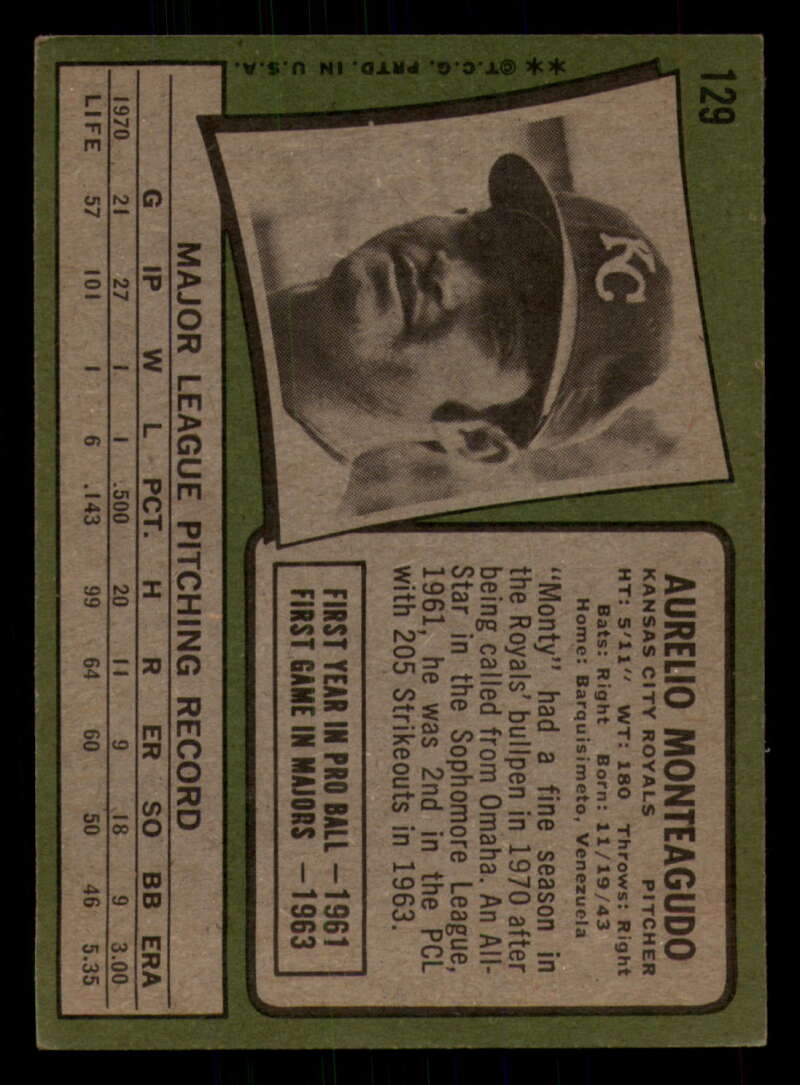 129
**©T.C.G. PRTD. IN U.S.A.
KC
AURELIO MONTEAGUDO
KANSAS CITY ROYALS PITCHER
HT: 5'11" WT: 180 Throws: Right
Bats: Right Born: 11/19/43
Home: Barquisimeto, Venezuela
"Monty" had a fine season in
the Royals' bullpen in 1970 after
being called from Omaha. An All-
Star in the Sophomore League,
1961, he was 2nd in the PCL
with 205 Strikeouts in 1963.
FIRST YEAR IN PRO BALL — 1961
FIRST GAME IN MAJORS — 1963
MAJOR LEAGUE PITCHING RECORD
G IP W L PCT. H R ER SO BB ERA
1970 21 27 1 1 .500 20 11 9 18 9 3.00
LIFE 57 101 1 6 .143 99 64 60 50 46 5.35